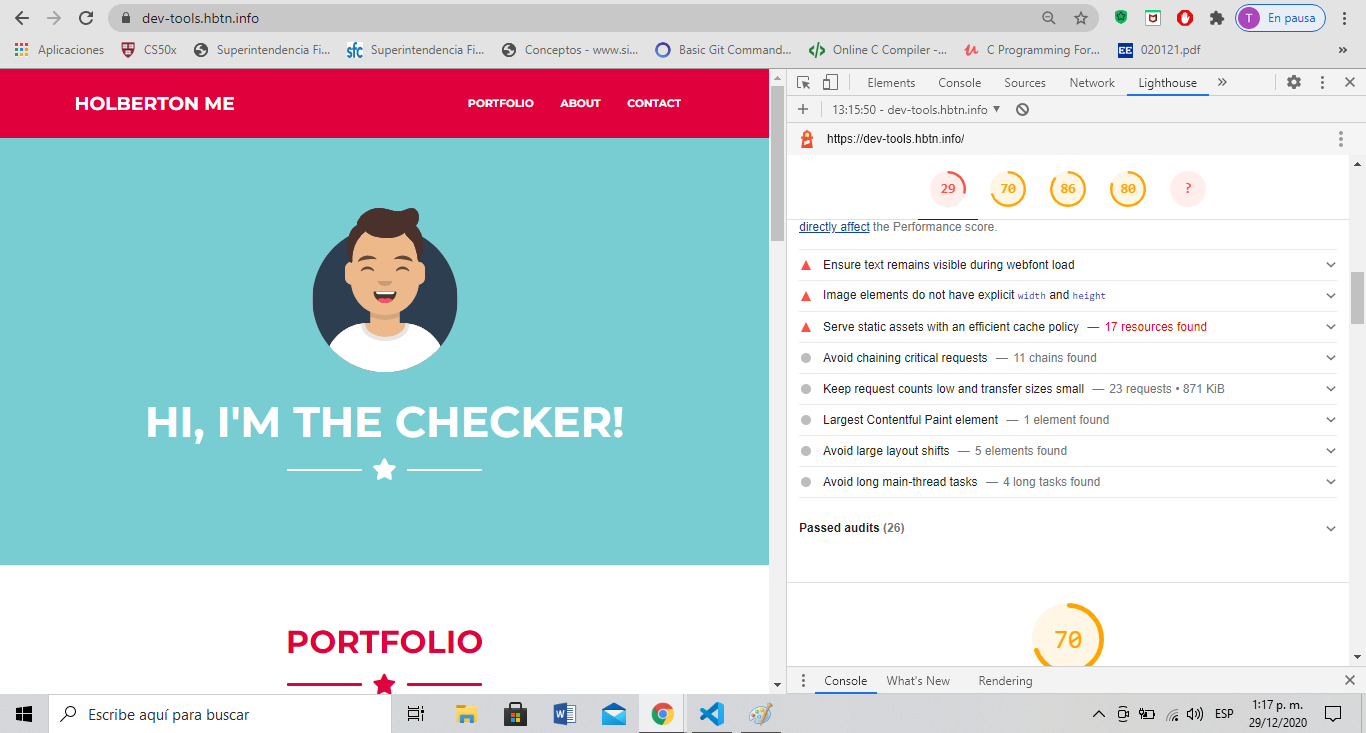 dev-tools.hbtn.info
T En pausa
Aplicaciones CS50x Superintendencia Fi... sfc Superintendencia Fi... Conceptos - www.si... Basic Git Command... Online C Compiler -... C Programming For... EE 020121.pdf »
HOLBERTON ME
PORTFOLIO ABOUT CONTACT
HI, I'M THE CHECKER!
PORTFOLIO
Elements Console Sources Network Lighthouse »
+ 13:15:50 - dev-tools.hbtn.info ▼
https://dev-tools.hbtn.info/
29 70 86 80 ?
directly affect the Performance score.
Ensure text remains visible during webfont load
Image elements do not have explicit width and height
Serve static assets with an efficient cache policy — 17 resources found
Avoid chaining critical requests — 11 chains found
Keep request counts low and transfer sizes small — 23 requests • 871 KiB
Largest Contentful Paint element — 1 element found
Avoid large layout shifts — 5 elements found
Avoid long main-thread tasks — 4 long tasks found
Passed audits (26)
70
Console What's New Rendering
Escribe aquí para buscar
ESP
1:17 p. m.
29/12/2020